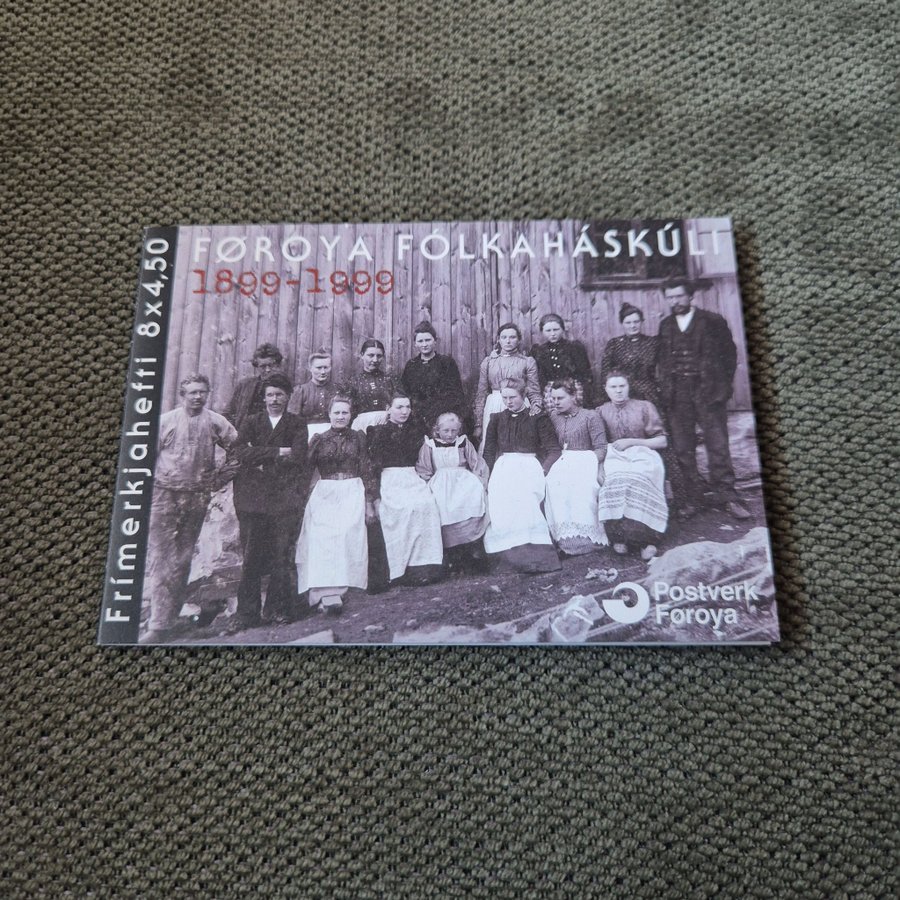 FØROYA FÓLKAHÁSKÚLI
1899-1999
Frímerkjahefti 8x4,50
Postverk
Føroya